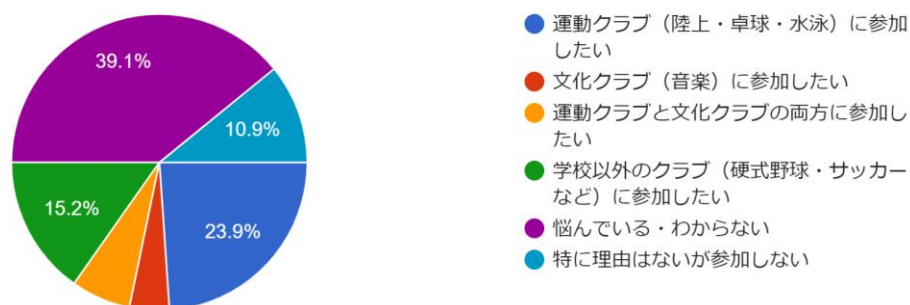 39.1%
10.9%
15.2%
23.9%
運動クラブ（陸上・卓球・水泳）に参加
したい
文化クラブ（音楽）に参加したい
運動クラブと文化クラブの両方に参加し
たい
学校以外のクラブ（硬式野球・サッカー
など）に参加したい
悩んでいる・わからない
特に理由はないが参加しない